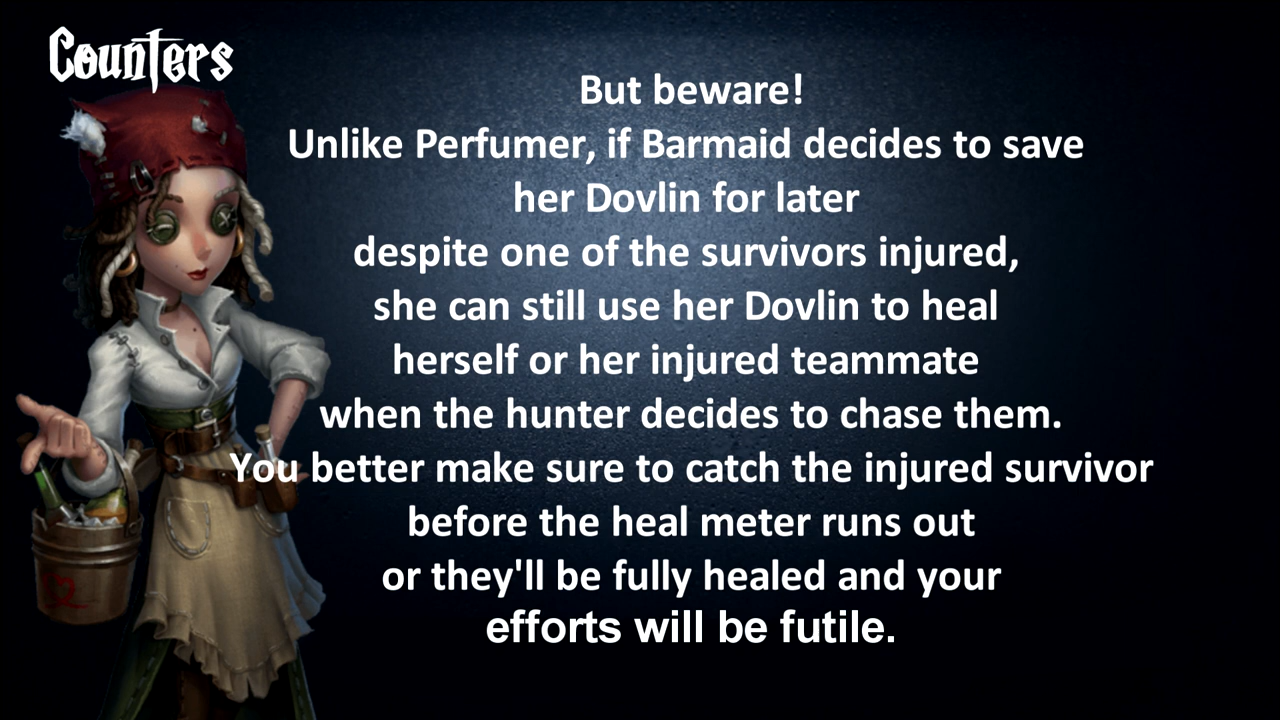 Counters
But beware!
Unlike Perfumer, if Barmaid decides to save
her Dovlin for later
despite one of the survivors injured,
she can still use her Dovlin to heal
herself or her injured teammate
when the hunter decides to chase them.
You better make sure to catch the injured survivor
before the heal meter runs out
or they'll be fully healed and your
efforts will be futile.